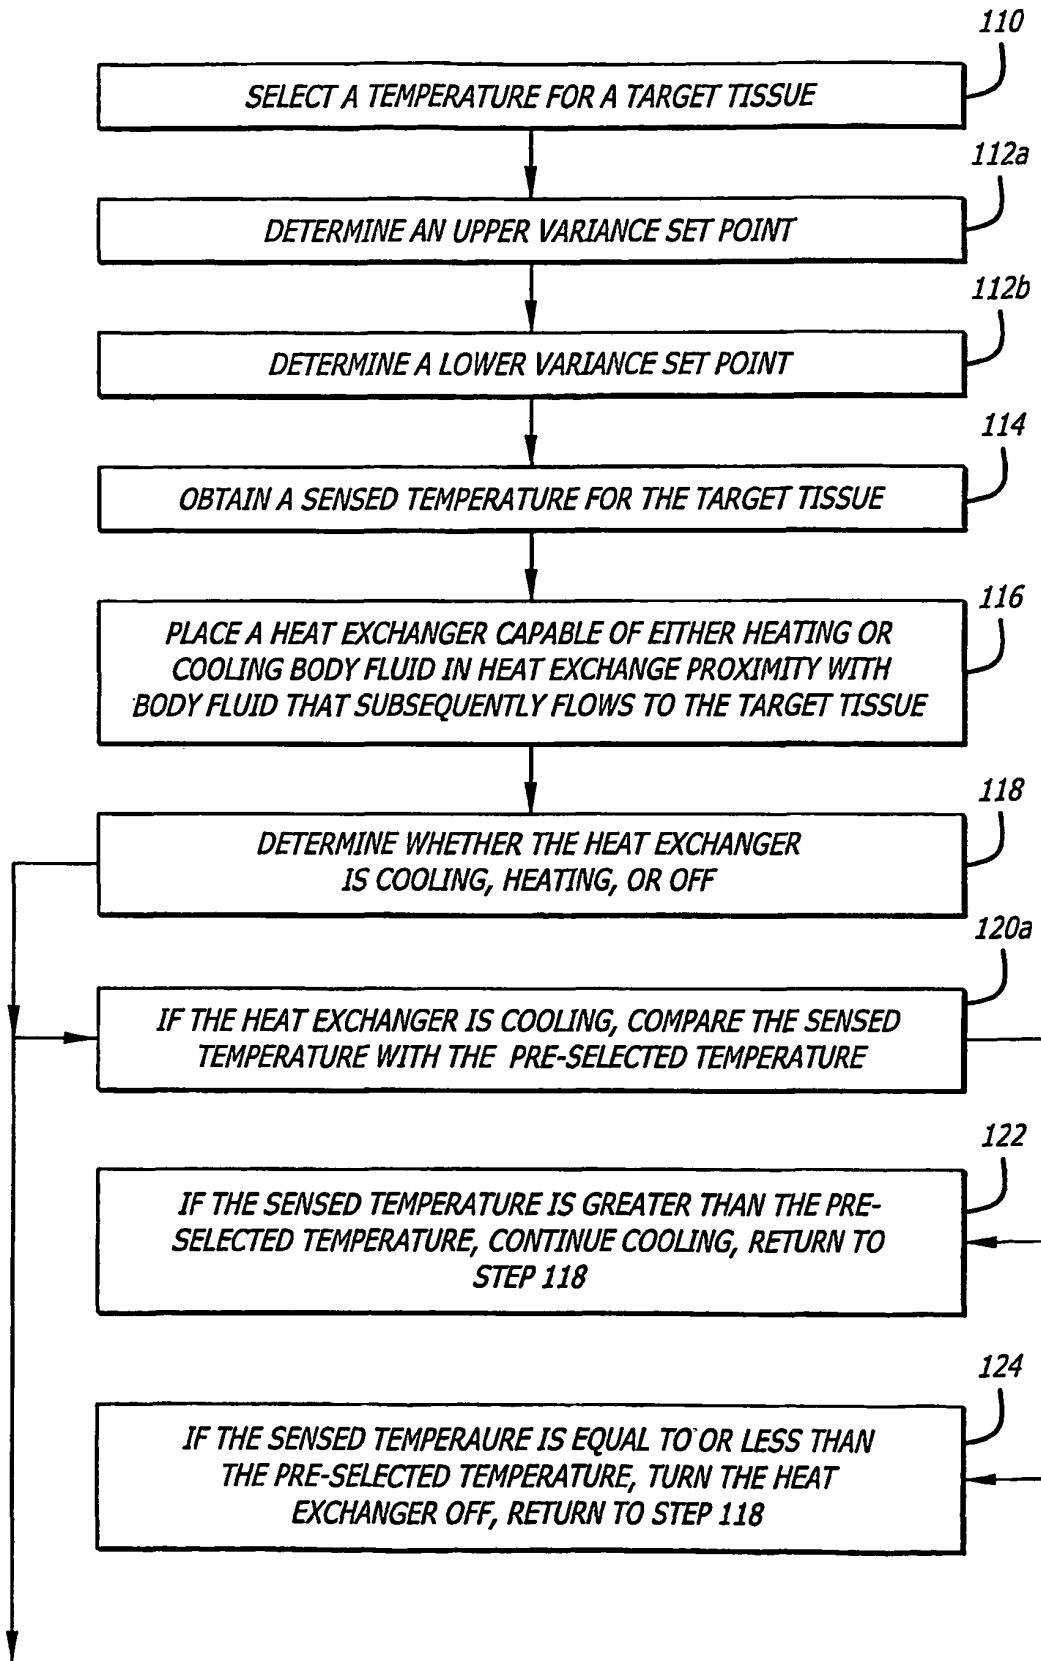 110
SELECT A TEMPERATURE FOR A TARGET TISSUE
112a
DETERMINE AN UPPER VARIANCE SET POINT
112b
DETERMINE A LOWER VARIANCE SET POINT
114
OBTAIN A SENSED TEMPERATURE FOR THE TARGET TISSUE
116
PLACE A HEAT EXCHANGER CAPABLE OF EITHER HEATING OR
COOLING BODY FLUID IN HEAT EXCHANGE PROXIMITY WITH
BODY FLUID THAT SUBSEQUENTLY FLOWS TO THE TARGET TISSUE
118
DETERMINE WHETHER THE HEAT EXCHANGER
IS COOLING, HEATING, OR OFF
120a
IF THE HEAT EXCHANGER IS COOLING, COMPARE THE SENSED
TEMPERATURE WITH THE PRE-SELECTED TEMPERATURE
122
IF THE SENSED TEMPERATURE IS GREATER THAN THE PRE-
SELECTED TEMPERATURE, CONTINUE COOLING, RETURN TO
STEP 118
124
IF THE SENSED TEMPERAURE IS EQUAL TO OR LESS THAN
THE PRE-SELECTED TEMPERATURE, TURN THE HEAT
EXCHANGER OFF, RETURN TO STEP 118